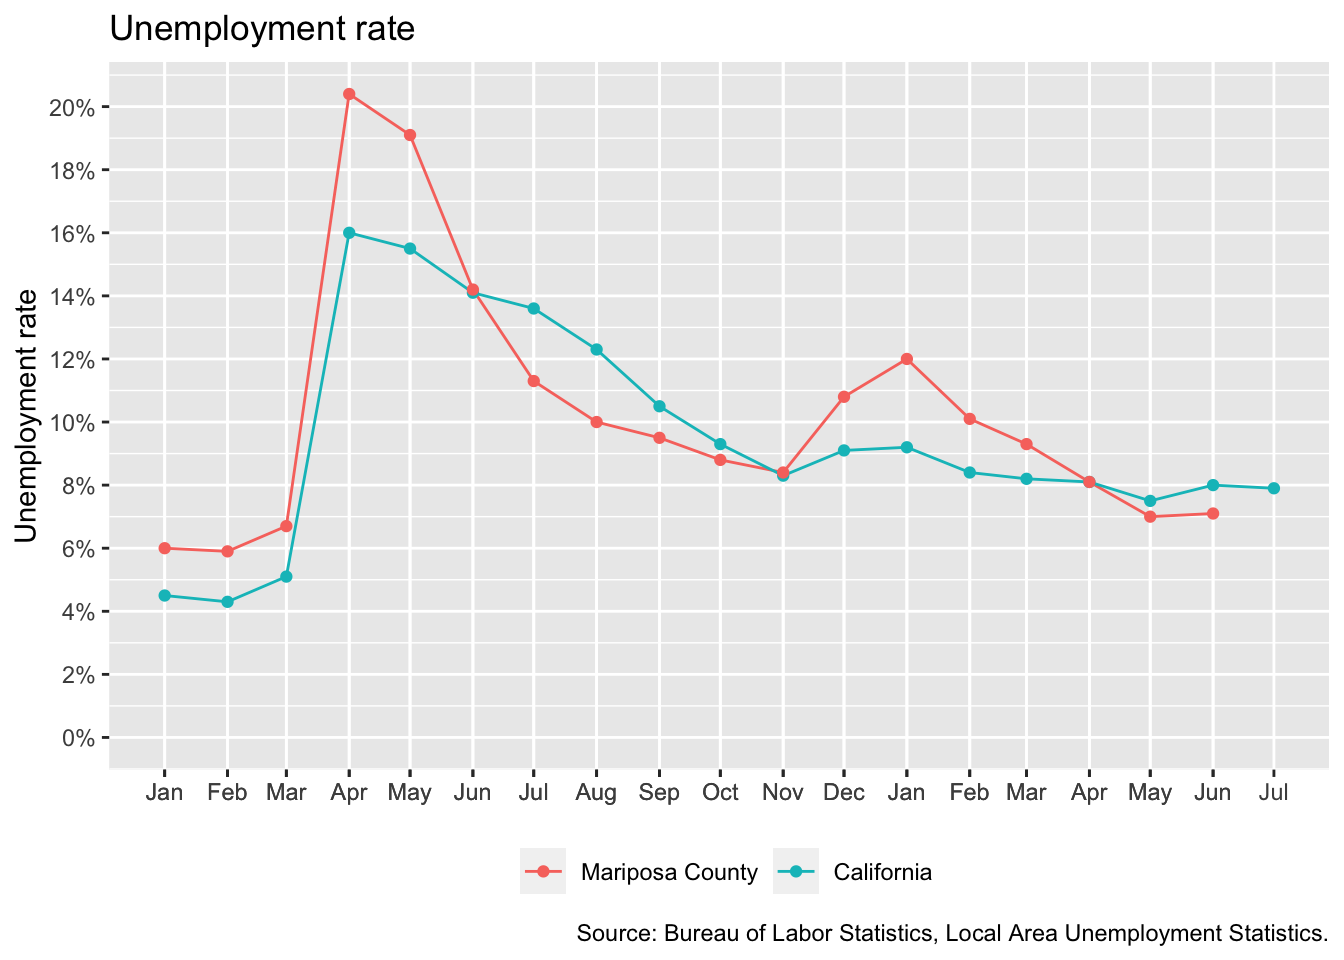 Unemployment rate
Unemployment rate
20%
18%
16%
14%
12%
10%
8%
6%
4%
2%
0%
Jan Feb Mar Apr May Jun Jul Aug Sep Oct Nov Dec Jan Feb Mar Apr May Jun Jul
Mariposa County California
Source: Bureau of Labor Statistics, Local Area Unemployment Statistics.